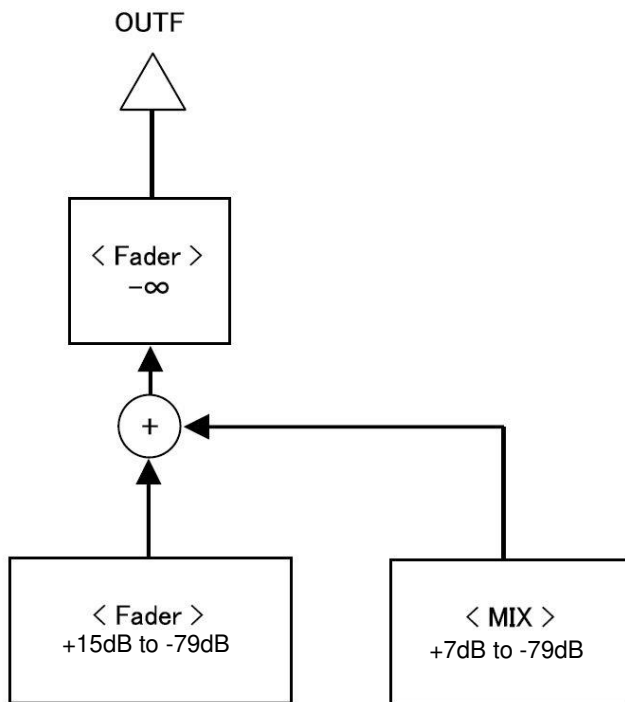 OUTF
< Fader >
-∞
+
< Fader >
+15dB to -79dB
< MIX >
+7dB to -79dB